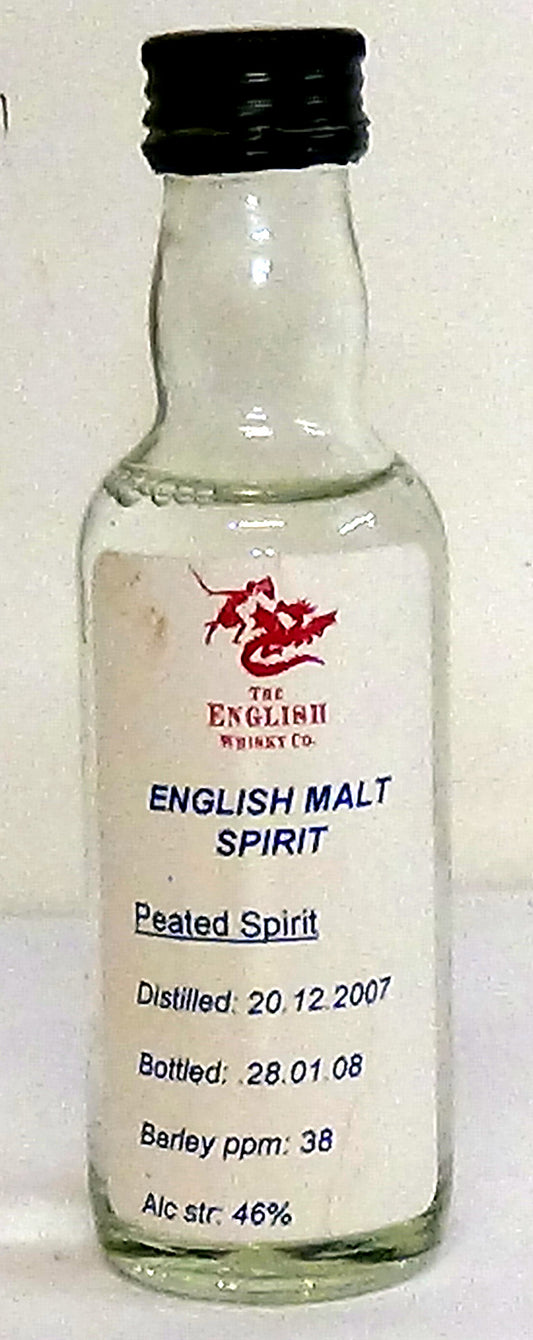 THE
ENGLISH
WHISKY CO.
ENGLISH MALT
SPIRIT
Peated Spirit
Distilled: 20.12.2007
Bottled: .28.01.08
Barley ppm: 38
Alc str: 46%